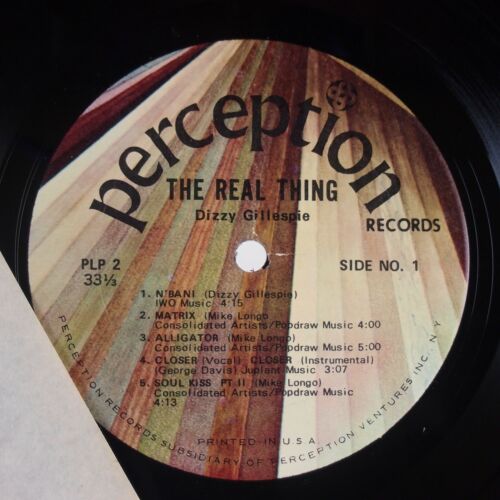 perception
RECORDS
THE REAL THING
Dizzy Gillespie
PLP 2
33⅓
SIDE NO. 1
1. N'BANI (Dizzy Gillespie)
IWO Music 4:15
2. MATRIX (Mike Longo)
Consolidated Artists/Popdraw Music 4:00
3. ALLIGATOR (Mike Longo)
Consolidated Artists/Popdraw Music 5:00
4. CLOSER (Vocal) CLOSER (Instrumental)
(George Davis) Juplant Music 3:07
5. SOUL KISS PT II (Mike Longo)
Consolidated Artists/Popdraw Music
4:13
PRINTED IN U.S.A
PERCEPTION RECORDS SUBSIDIARY OF PERCEPTION VENTURES INC. N.Y.